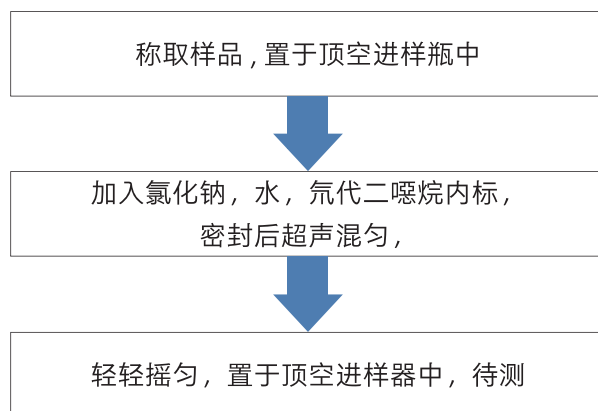 称取样品，置于顶空进样瓶中
加入氯化钠，水，氘代二噁烷内标，
密封后超声混匀，
轻轻摇匀，置于顶空进样器中，待测